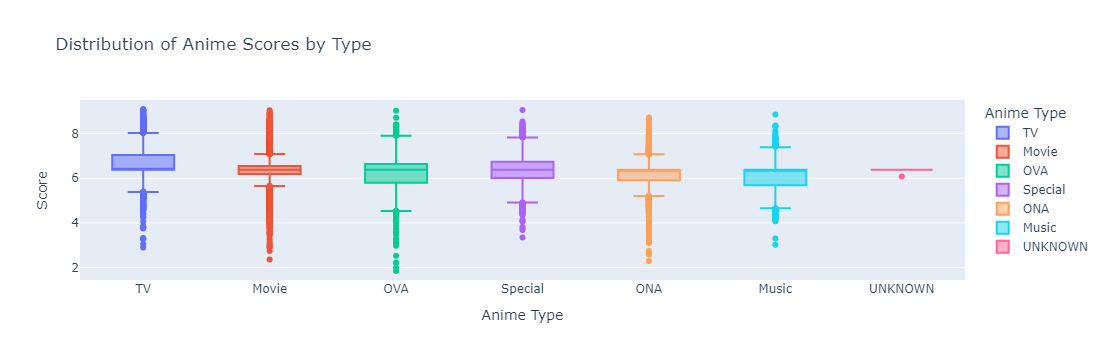 Distribution of Anime Scores by Type
Anime Type
TV
Movie
OVA
Special
ONA
Music
UNKNOWN
Score
8
6
4
2
TV Movie OVA Special ONA Music UNKNOWN
Anime Type